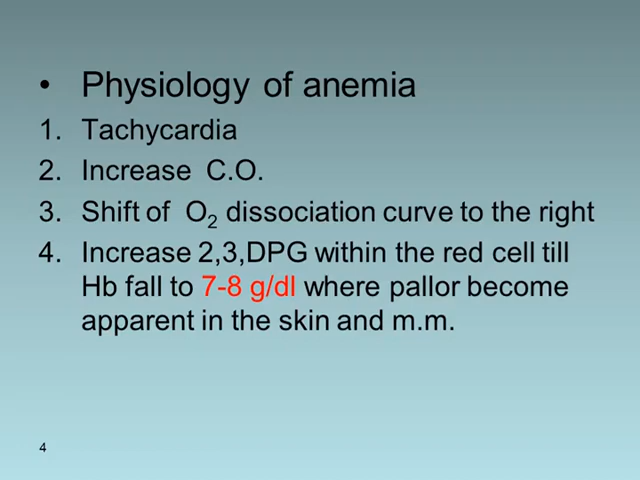 • Physiology of anemia
1. Tachycardia
2. Increase C.O.
3. Shift of O2 dissociation curve to the right
4. Increase 2,3,DPG within the red cell till
Hb fall to 7-8 g/dl where pallor become
apparent in the skin and m.m.
4